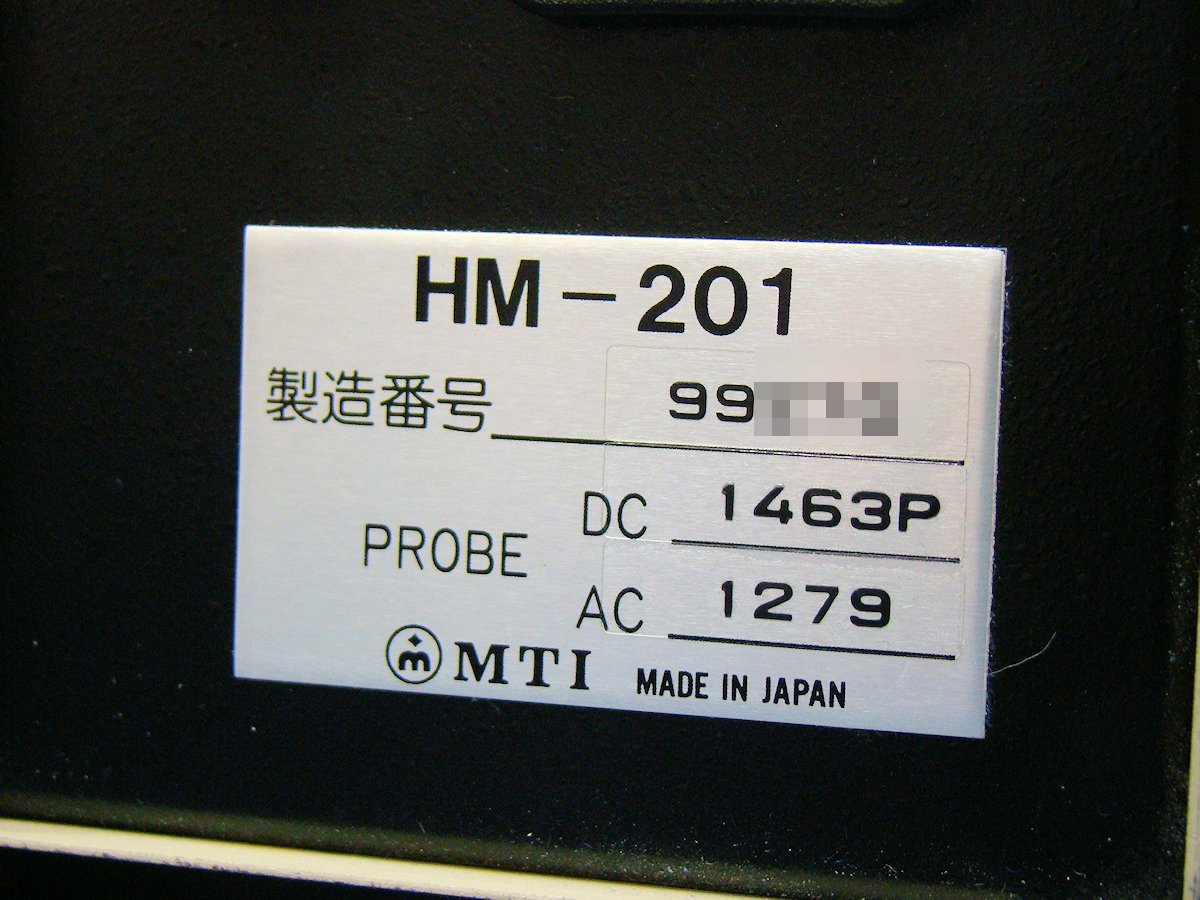 HM-201
製造番号 99
PROBE DC 1463P
AC 1279
MTI MADE IN JAPAN